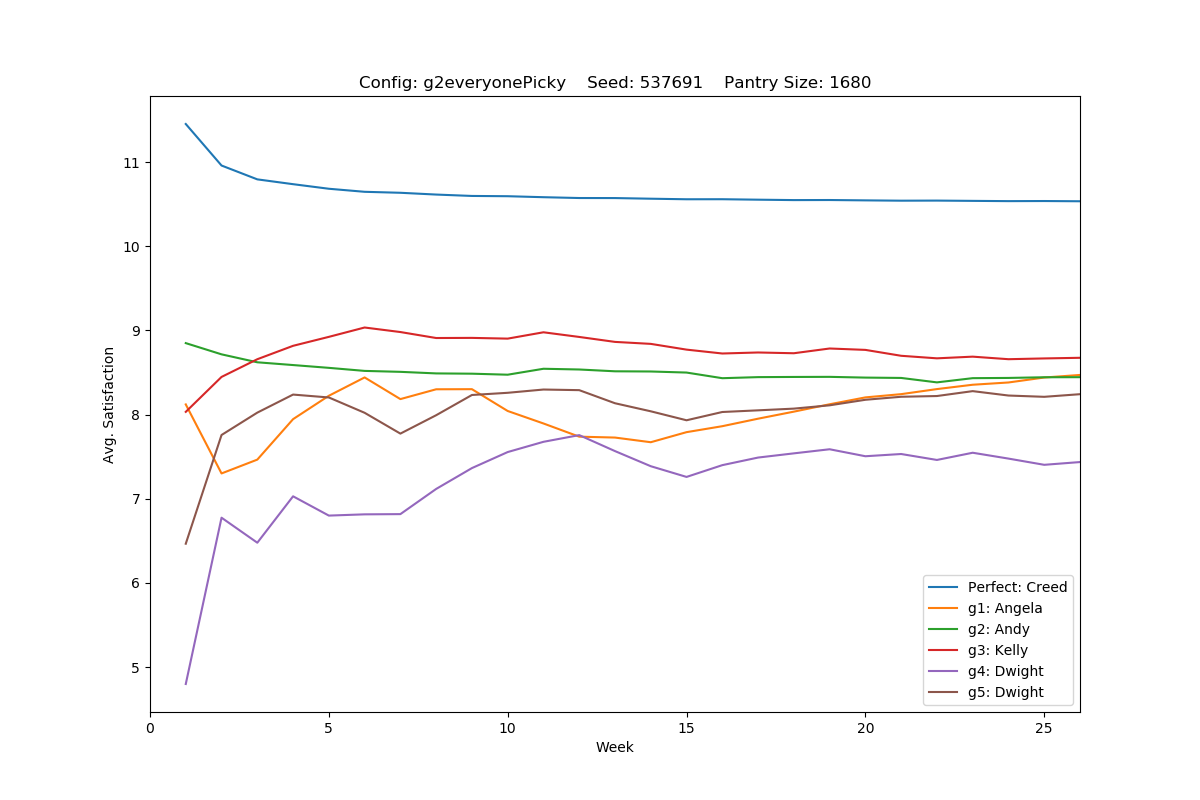 Config: g2everyonePicky    Seed: 537691    Pantry Size: 1680
Avg. Satisfaction
11
10
9
8
7
6
5
0 5 10 15 20 25
Week
Perfect: Creed
g1: Angela
g2: Andy
g3: Kelly
g4: Dwight
g5: Dwight